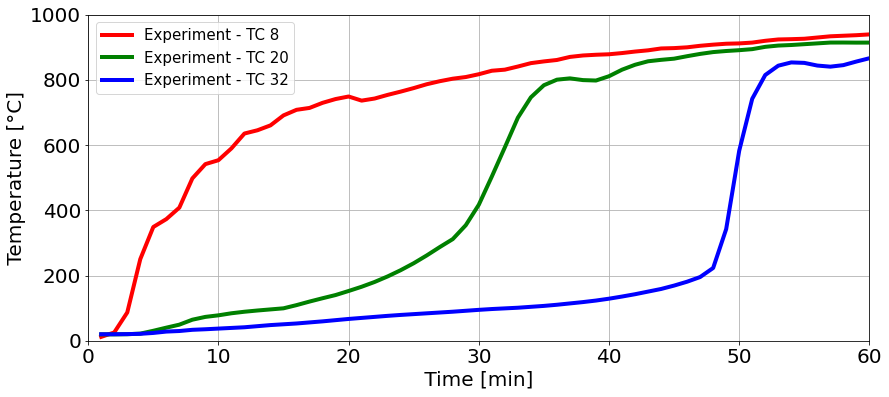 Experiment - TC 8
Experiment - TC 20
Experiment - TC 32
Temperature [°C]
1000
800
600
400
200
0
0 10 20 30 40 50 60
Time [min]